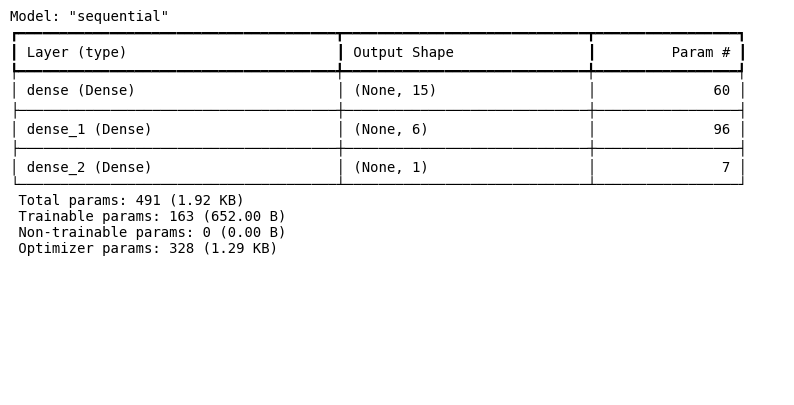 Model: "sequential"
Layer (type) Output Shape Param #
dense (Dense) (None, 15) 60
dense_1 (Dense) (None, 6) 96
dense_2 (Dense) (None, 1) 7
Total params: 491 (1.92 KB)
Trainable params: 163 (652.00 B)
Non-trainable params: 0 (0.00 B)
Optimizer params: 328 (1.29 KB)